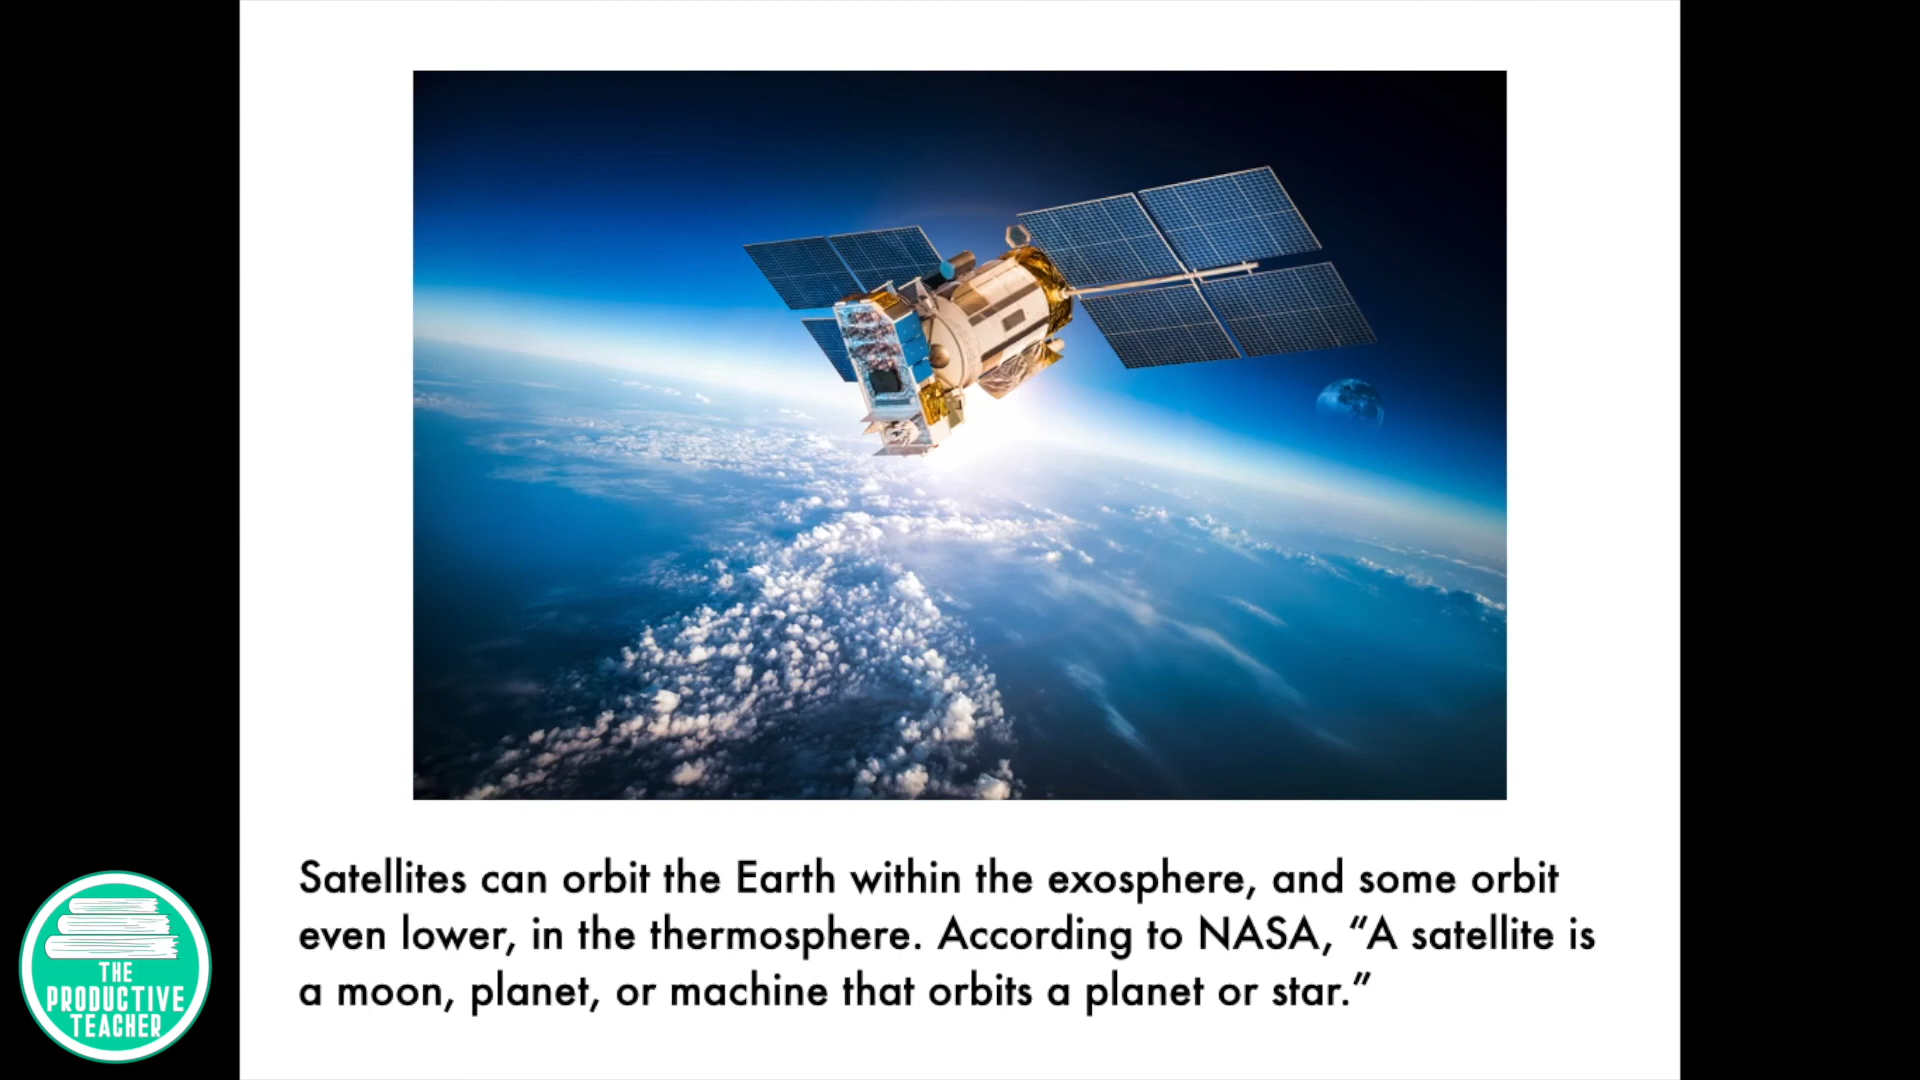 Satellites can orbit the Earth within the exosphere, and some orbit
even lower, in the thermosphere. According to NASA, “A satellite is
a moon, planet, or machine that orbits a planet or star.”
THE
PRODUCTIVE
TEACHER